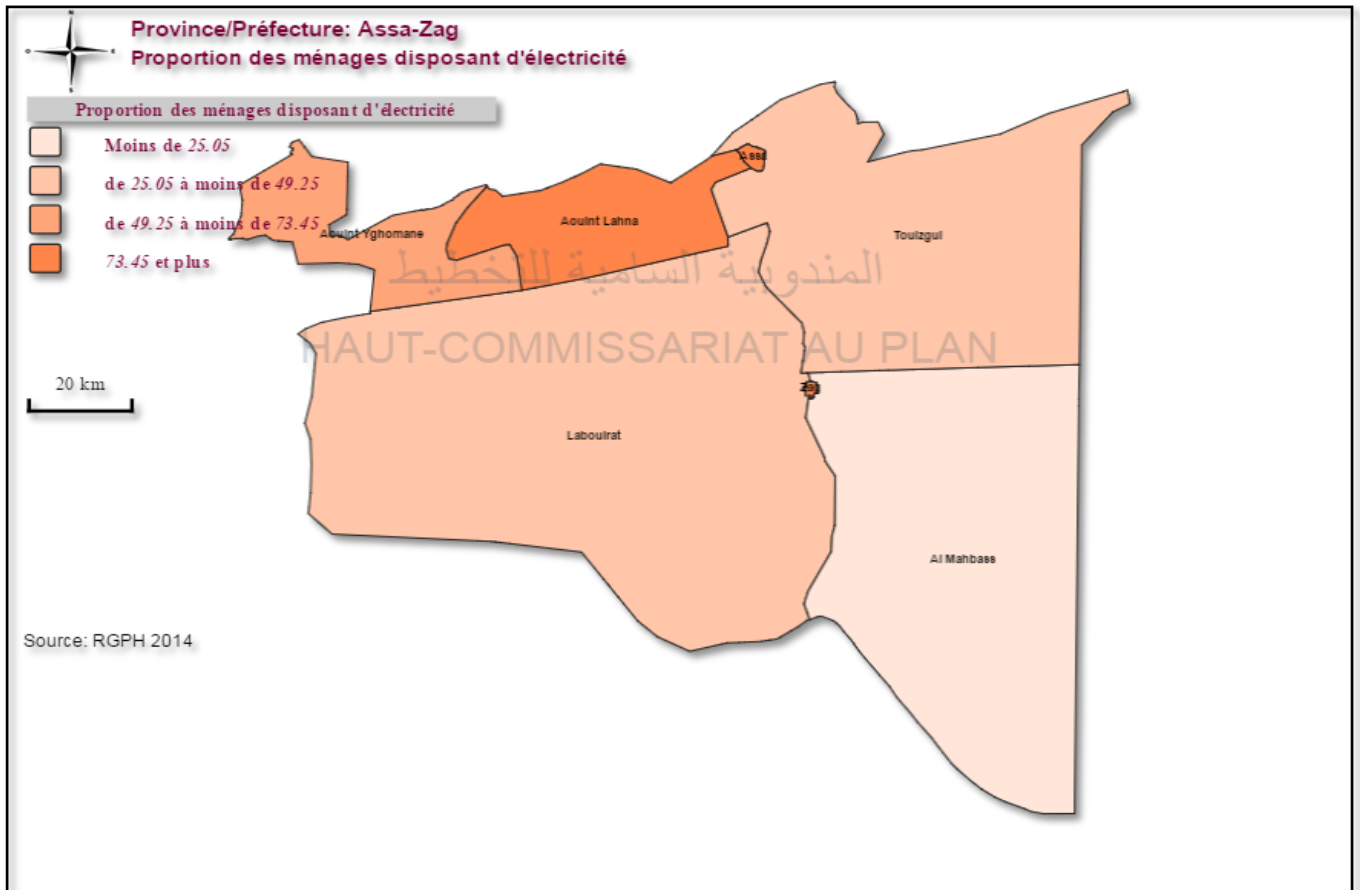 N
O
E
S
Province/Préfecture: Assa-Zag
Proportion des ménages disposant d'électricité
Proportion des ménages disposant d'électricité
Moins de 25.05
de 25.05 à moins de 49.25
de 49.25 à moins de 73.45
73.45 et plus
Assa
Aouint Lahna
Aouint Yghomane
Touizgui
المندوبية السامية للتخطيط
HAUT-COMMISSARIAT AU PLAN
20 km
Zag
Labouirat
Al Mahbass
Source: RGPH 2014